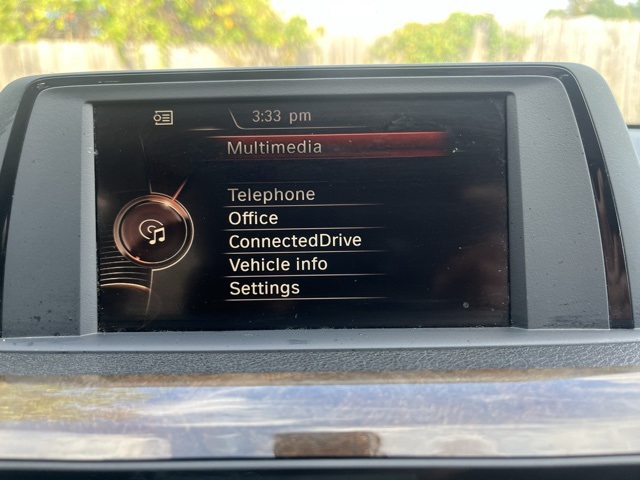 3:33 pm
Multimedia
Telephone
Office
ConnectedDrive
Vehicle info
Settings